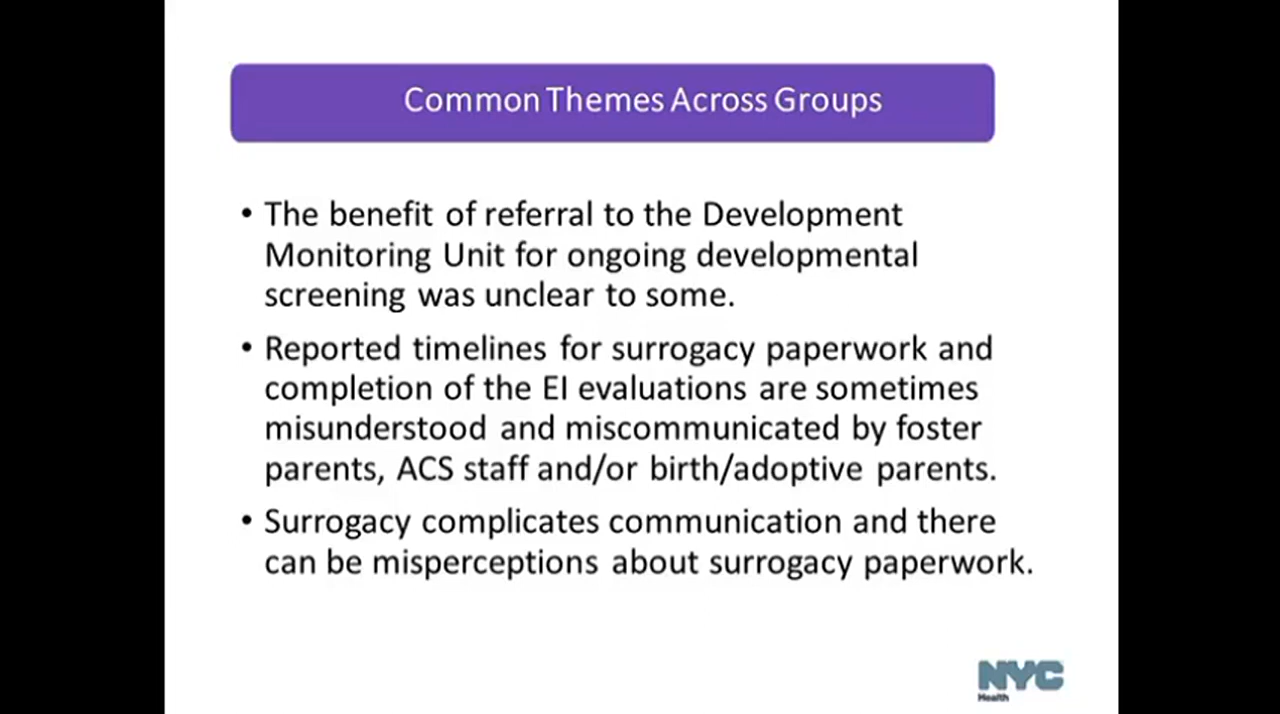 Common Themes Across Groups
• The benefit of referral to the Development
Monitoring Unit for ongoing developmental
screening was unclear to some.
• Reported timelines for surrogacy paperwork and
completion of the EI evaluations are sometimes
misunderstood and miscommunicated by foster
parents, ACS staff and/or birth/adoptive parents.
• Surrogacy complicates communication and there
can be misperceptions about surrogacy paperwork.
NYC
Health